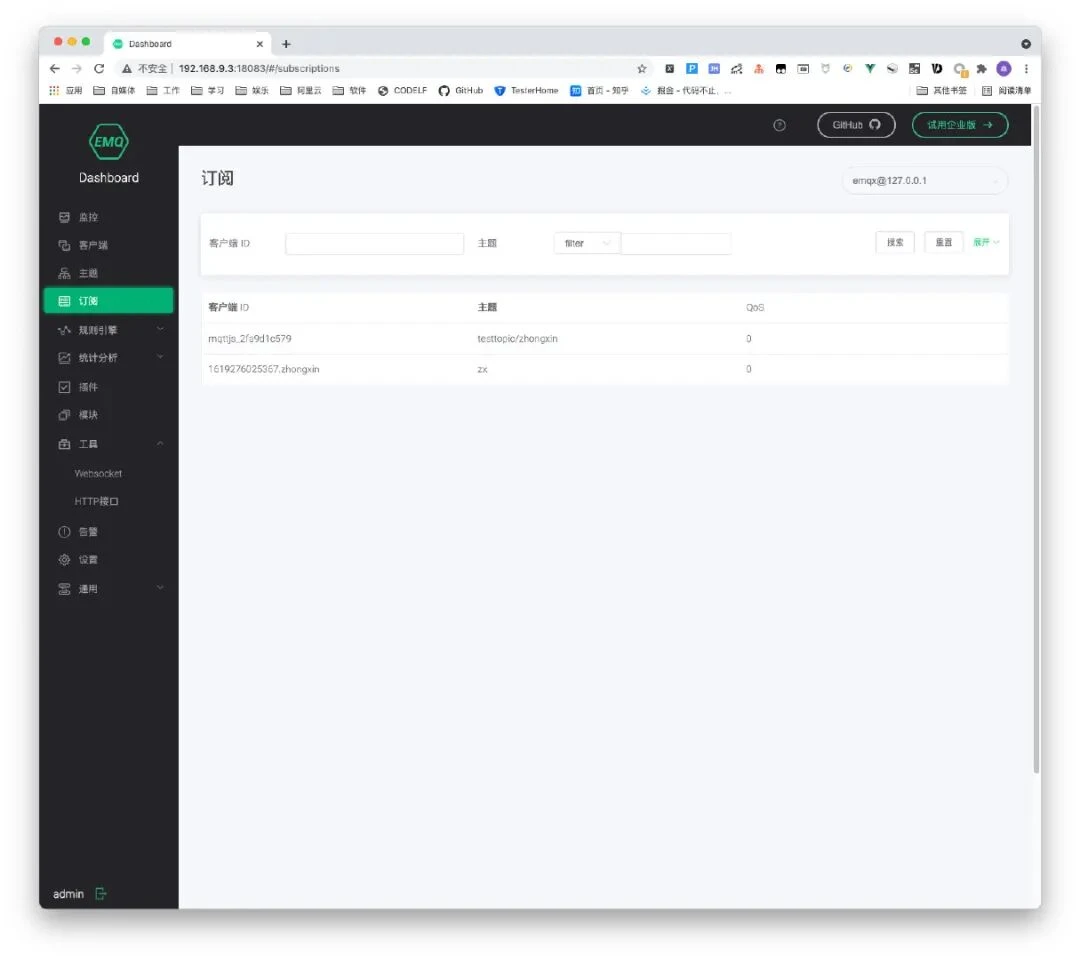 Dashboard
不安全 192.168.9.3:18083/#/subscriptions
应用 自媒体 工作 学习 娱乐 阿里云 软件 CODELF GitHub TesterHome 首页 - 知乎 掘金 - 代码不止、... 其他书签 阅读清单
EMQ
Dashboard
GitHub 试用企业版 →
监控
客户端
主题
订阅
规则引擎
统计分析
插件
模块
工具
Websocket
HTTP接口
告警
设置
通用
admin
订阅
emqx@127.0.0.1
客户端 ID 主题 filter 搜索 重置 展开
客户端 ID 主题 QoS
mqttjs_2fa9d1c579 testtopic/zhongxin 0
1619276025367.zhongxin zx 0